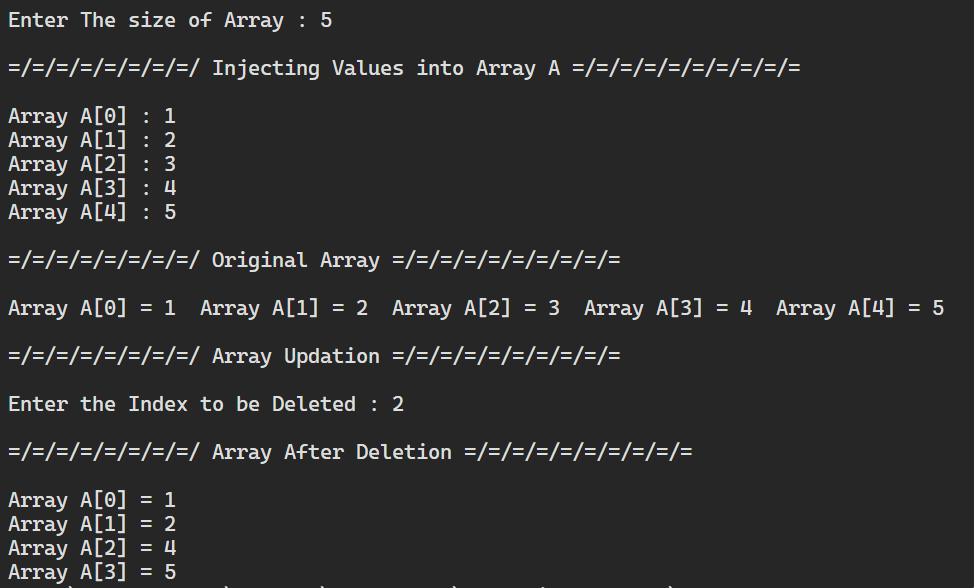 Enter The size of Array : 5
=/=/=/=/=/=/=/=/ Injecting Values into Array A =/=/=/=/=/=/=/=/=/=
Array A[0] : 1
Array A[1] : 2
Array A[2] : 3
Array A[3] : 4
Array A[4] : 5
=/=/=/=/=/=/=/=/ Original Array =/=/=/=/=/=/=/=/=/=
Array A[0] = 1  Array A[1] = 2  Array A[2] = 3  Array A[3] = 4  Array A[4] = 5
=/=/=/=/=/=/=/=/ Array Updation =/=/=/=/=/=/=/=/=/=
Enter the Index to be Deleted : 2
=/=/=/=/=/=/=/=/ Array After Deletion =/=/=/=/=/=/=/=/=/=
Array A[0] = 1
Array A[1] = 2
Array A[2] = 4
Array A[3] = 5